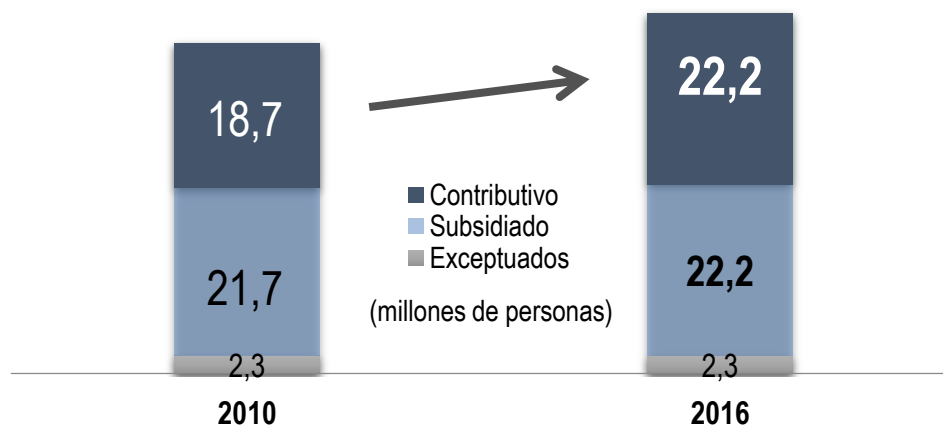 18,7
22,2
Contributivo
Subsidiado
Exceptuados
21,7
22,2
(millones de personas)
2,3
2,3
2010
2016